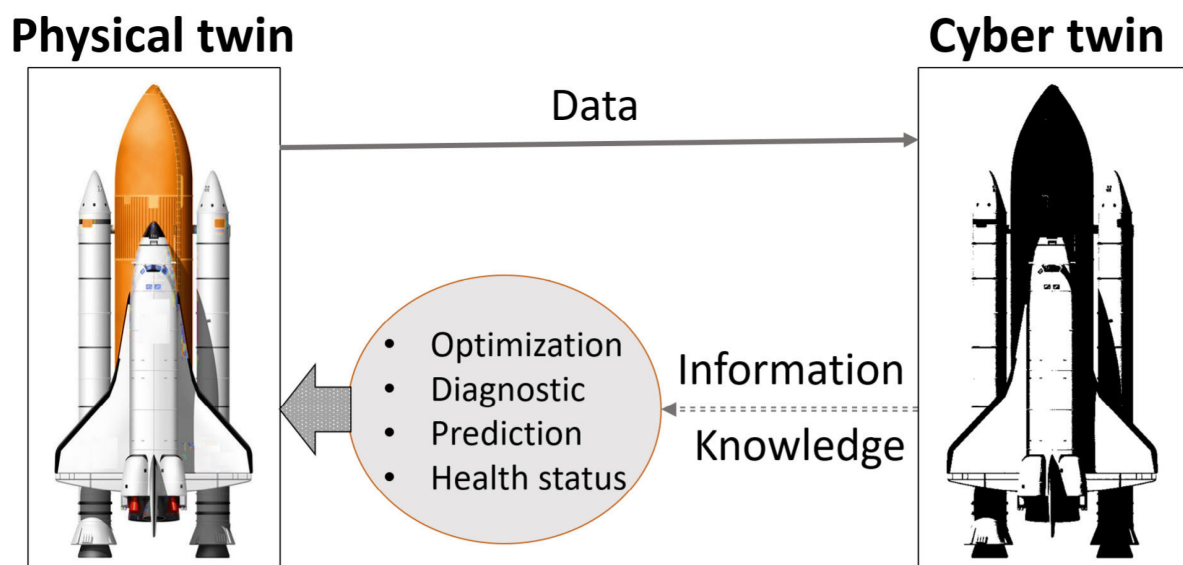 Physical twin
Cyber twin
Data
• Optimization
• Diagnostic
• Prediction
• Health status
Information
Knowledge